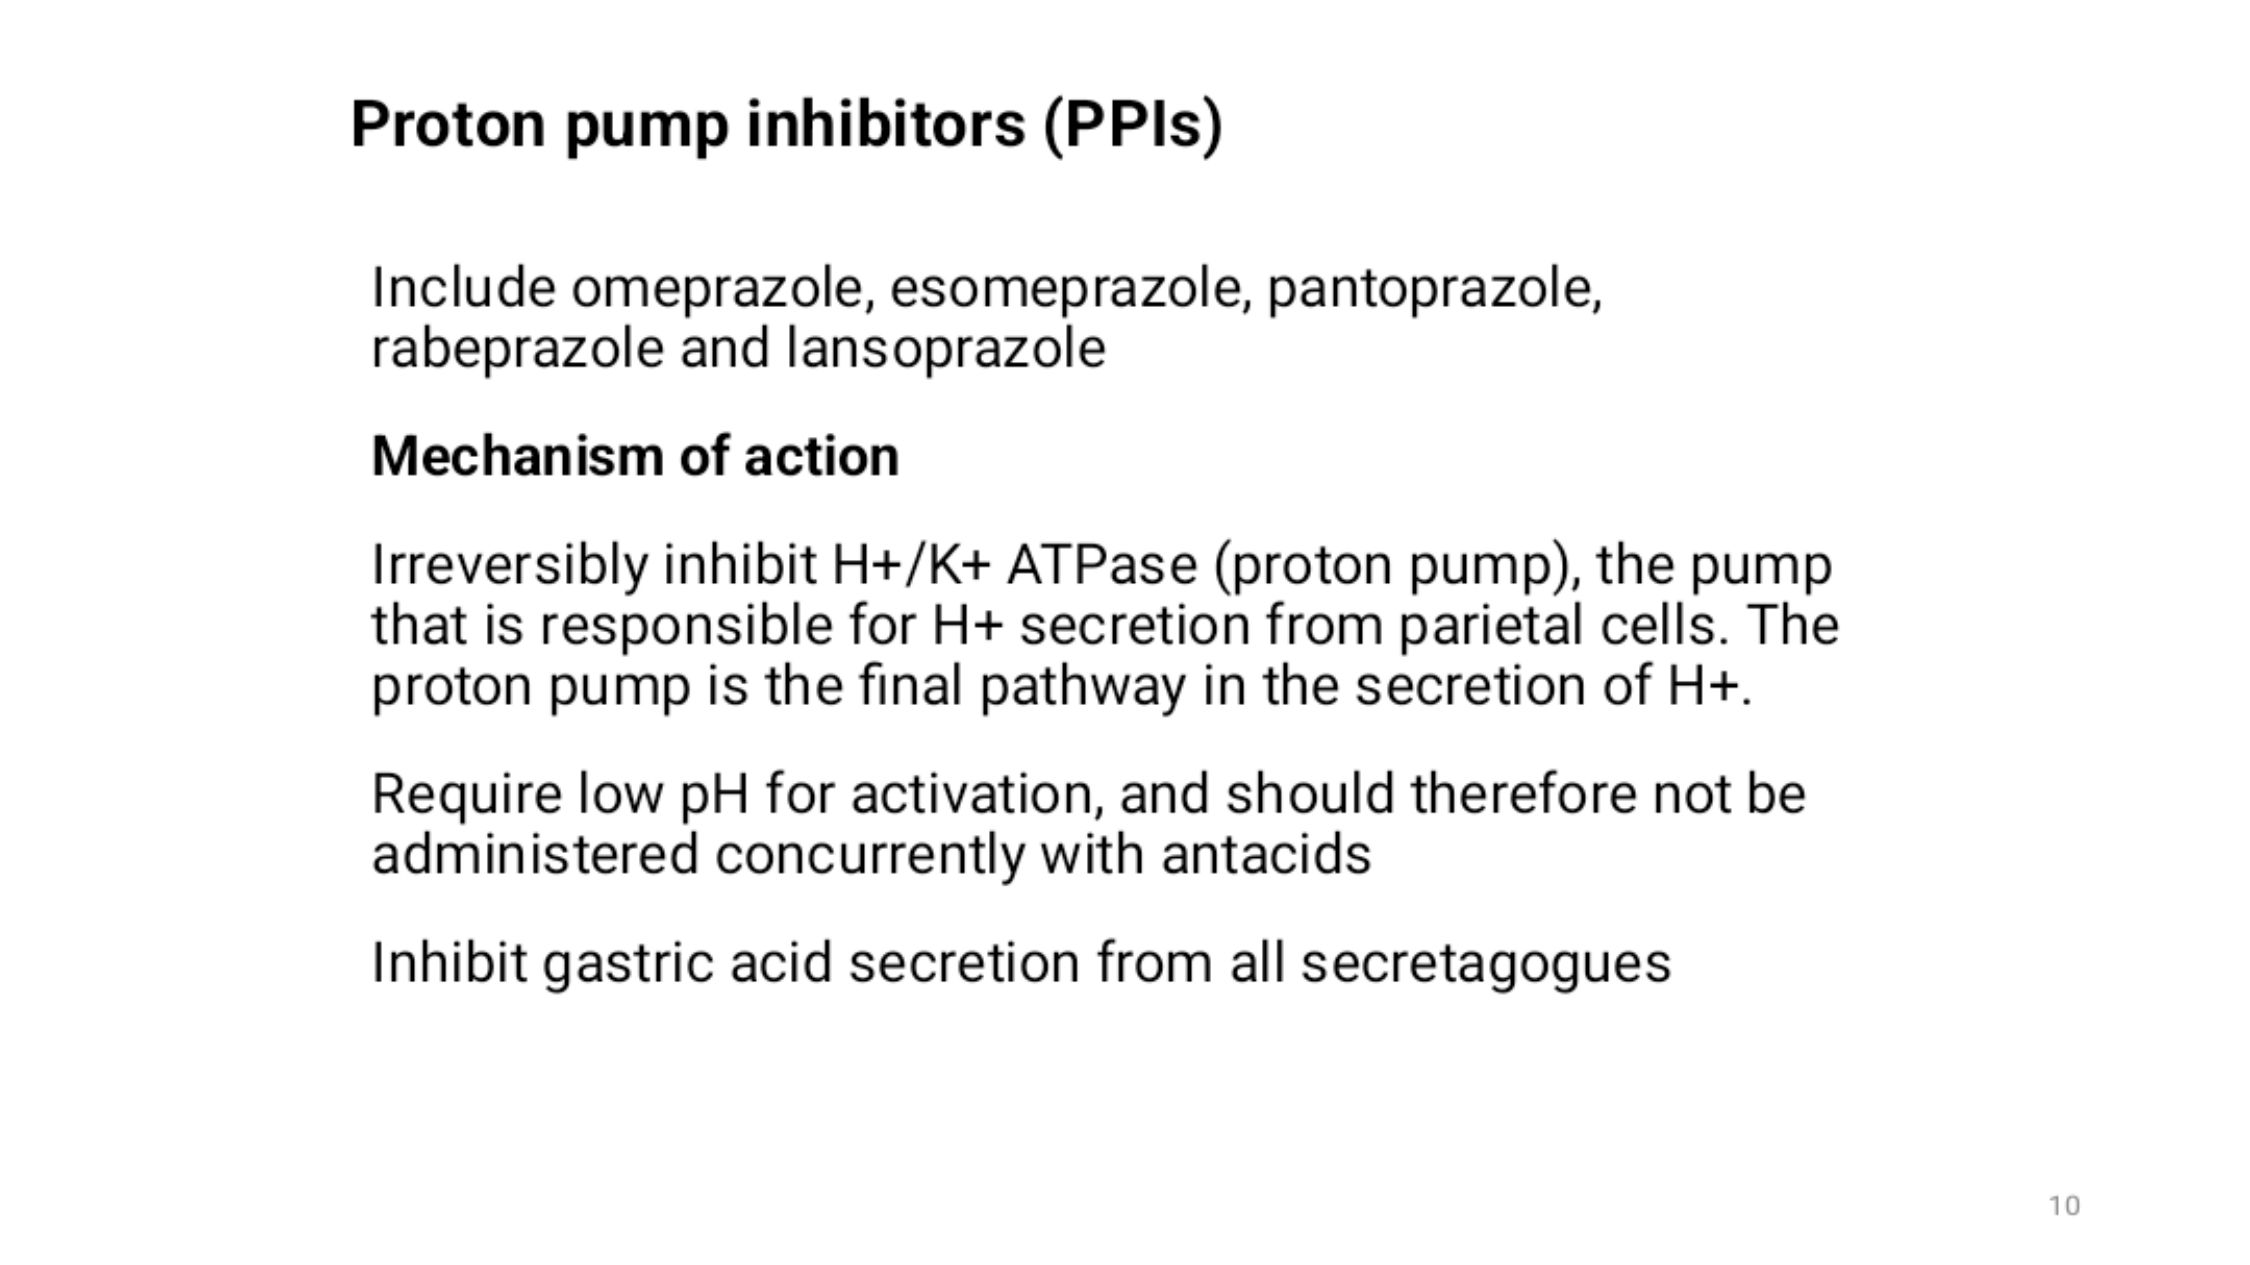 Proton pump inhibitors (PPIs)
Include omeprazole, esomeprazole, pantoprazole,
rabeprazole and lansoprazole
Mechanism of action
Irreversibly inhibit H+/K+ ATPase (proton pump), the pump
that is responsible for H+ secretion from parietal cells. The
proton pump is the final pathway in the secretion of H+.
Require low pH for activation, and should therefore not be
administered concurrently with antacids
Inhibit gastric acid secretion from all secretagogues
10